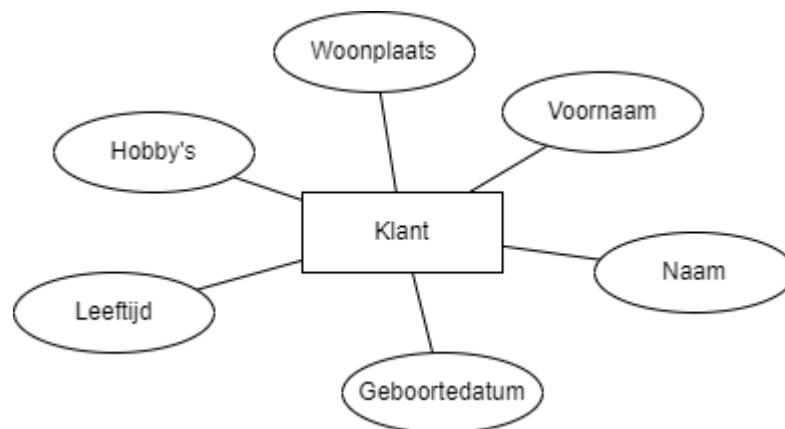 Woonplaats
Voornaam
Hobby's
Klant
Naam
Leeftijd
Geboortedatum